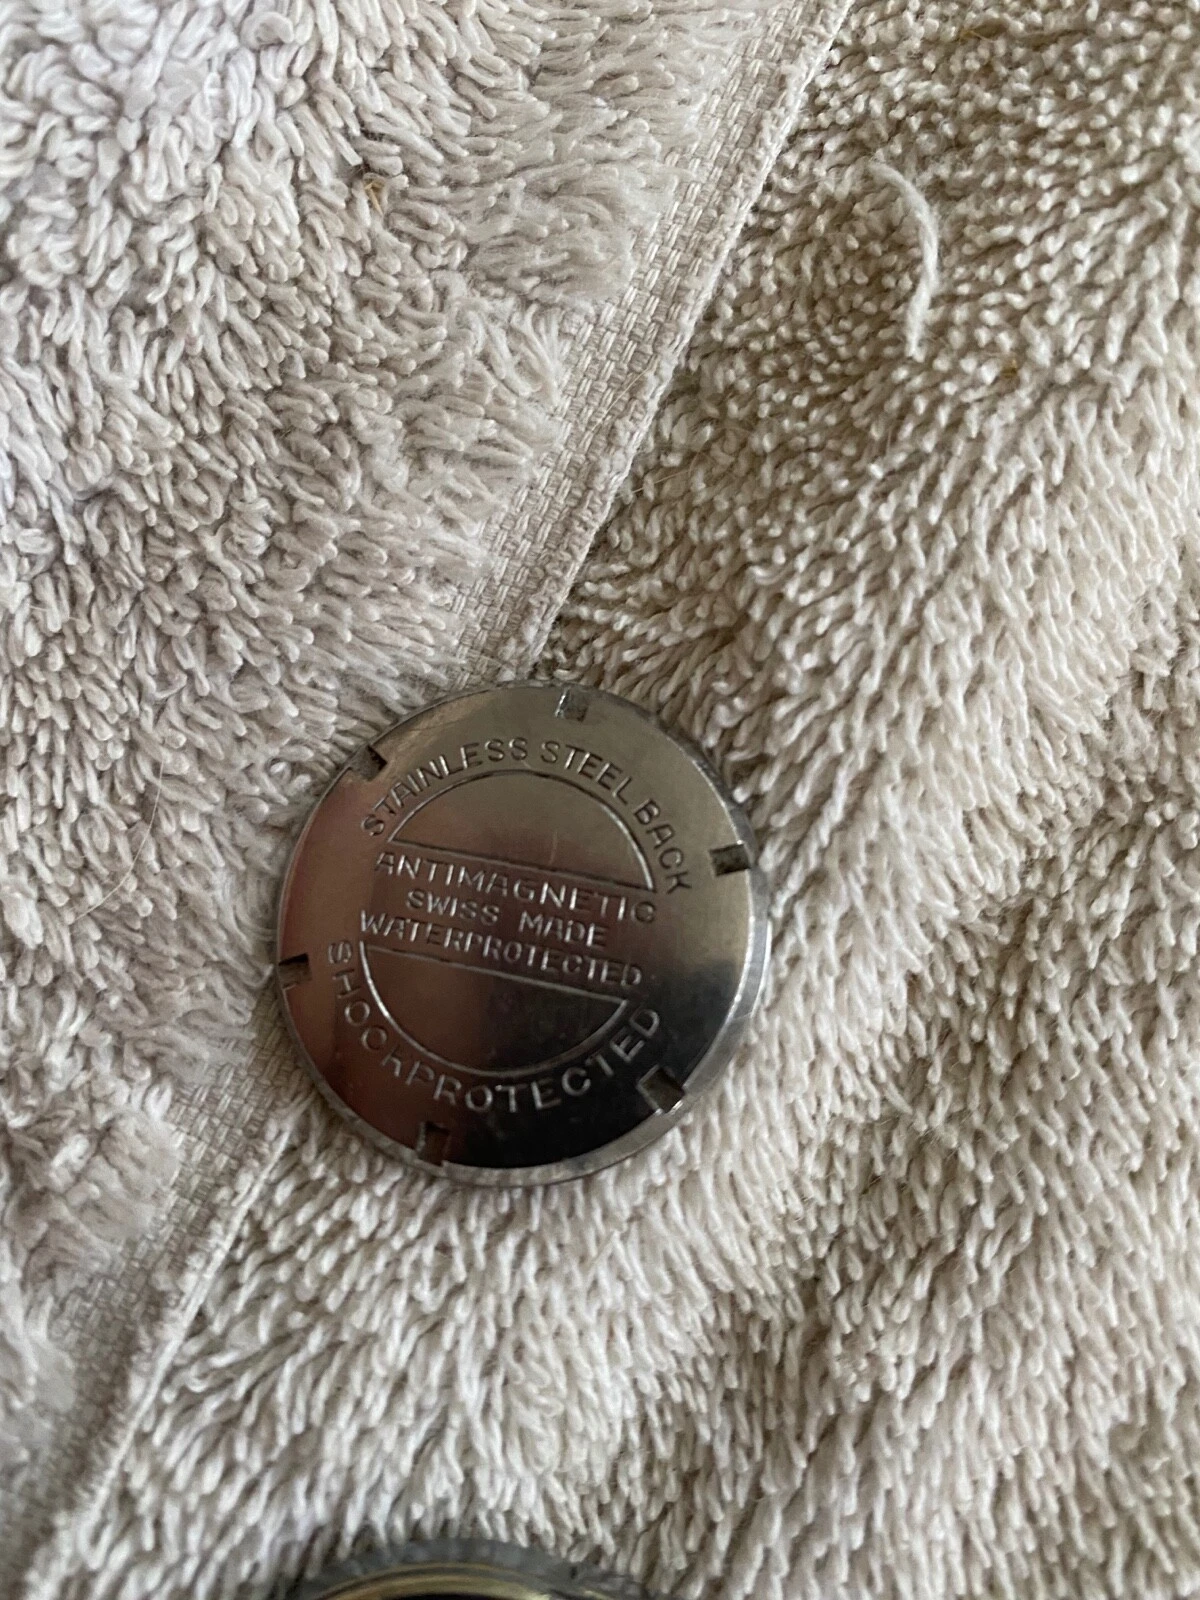 STAINLESS STEEL BACK
ANTIMAGNETIC
SWISS MADE
WATERPROTECTED
SHOCKPROTECTED